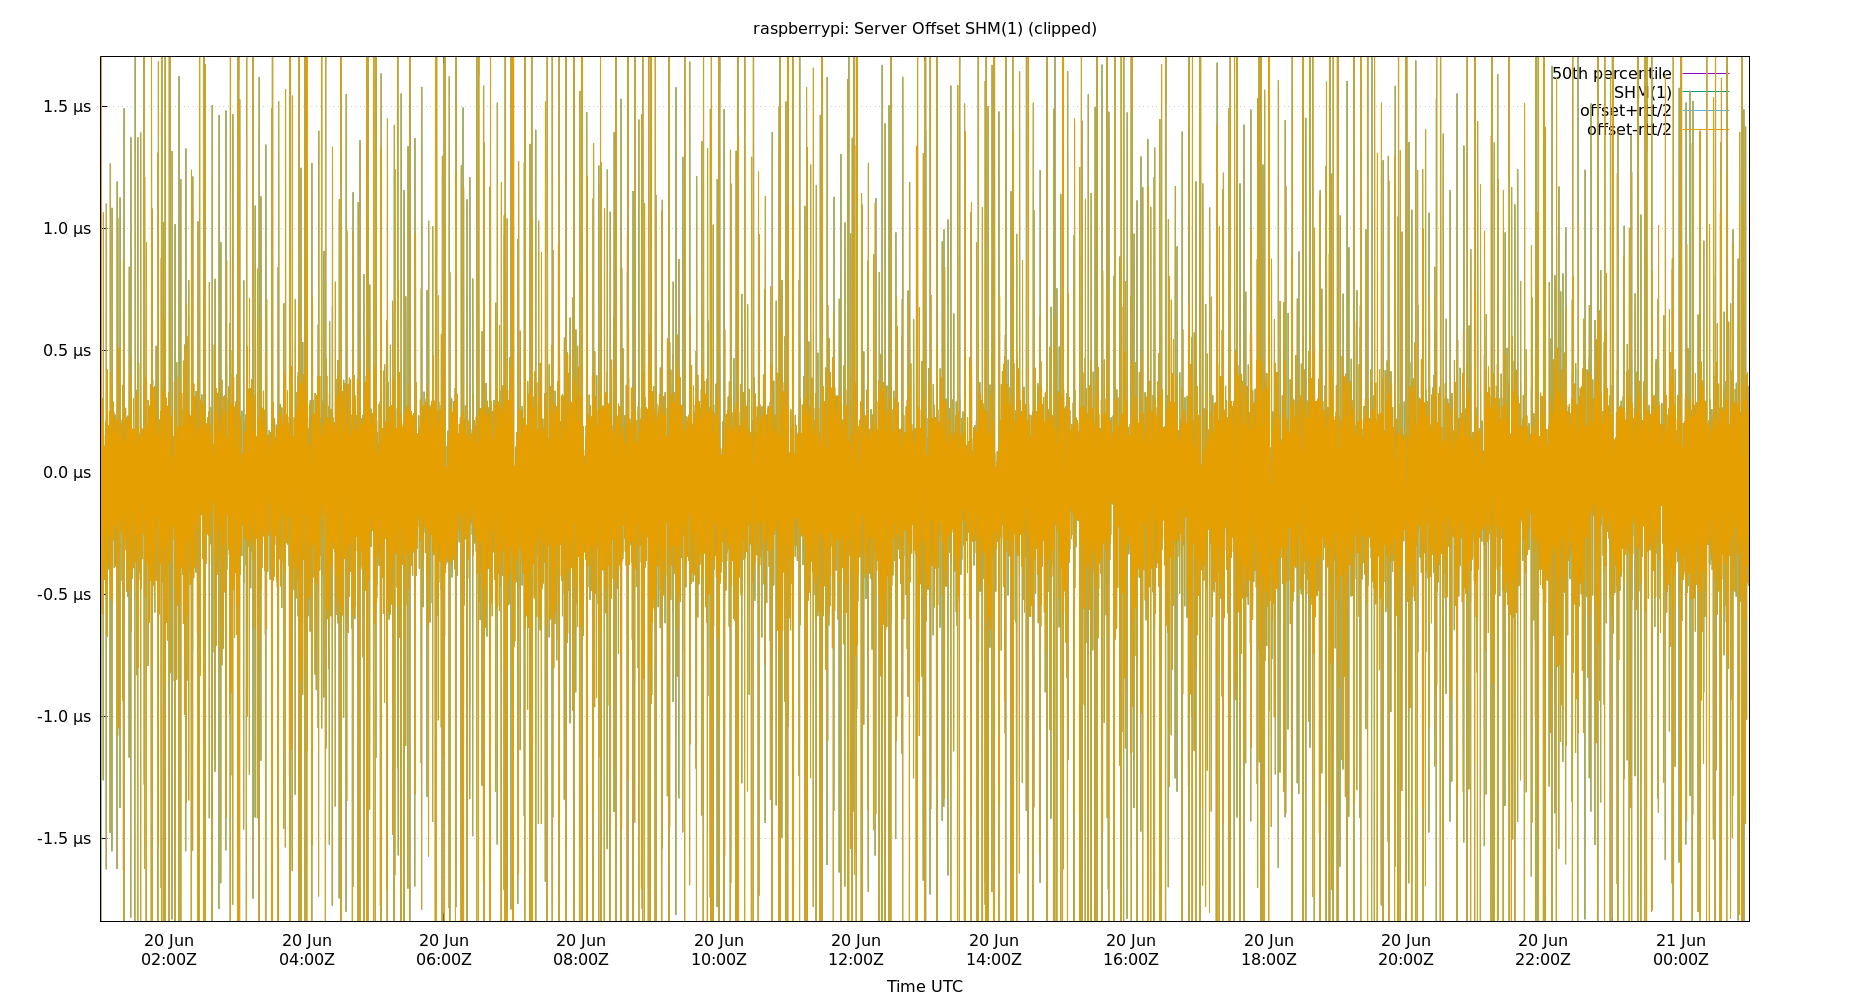 raspberrypi: Server Offset SHM(1) (clipped)
50th percentile
SHM(1)
offset+rtt/2
offset-rtt/2
1.5 µs
1.0 µs
0.5 µs
0.0 µs
-0.5 µs
-1.0 µs
-1.5 µs
20 Jun 20 Jun 20 Jun 20 Jun 20 Jun 20 Jun 20 Jun 20 Jun 20 Jun 20 Jun 20 Jun 21 Jun
02:00Z 04:00Z 06:00Z 08:00Z 10:00Z 12:00Z 14:00Z 16:00Z 18:00Z 20:00Z 22:00Z 00:00Z
Time UTC